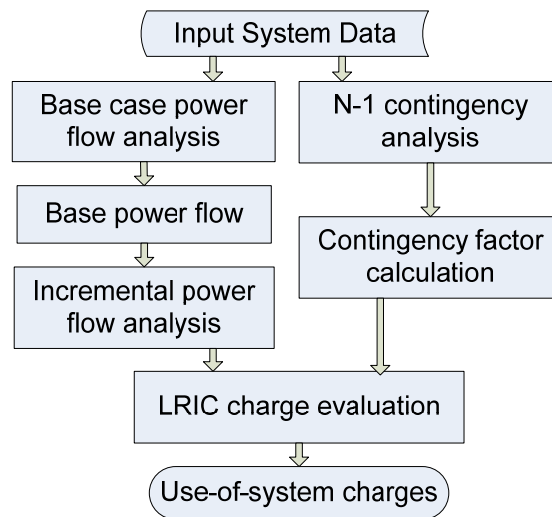 Input System Data
Base case power
flow analysis
N-1 contingency
analysis
Base power flow
Contingency factor
calculation
Incremental power
flow analysis
LRIC charge evaluation
Use-of-system charges